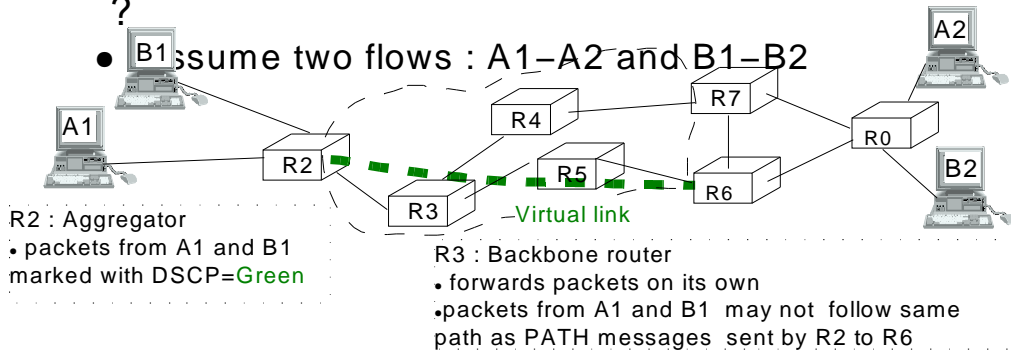 ?
• ssume two flows : A1–A2 and B1–B2
B1
A2
A1
R4
R7
R0
R2
R5
R6
B2
R3
Virtual link
R2 : Aggregator
• packets from A1 and B1
marked with DSCP=Green
R3 : Backbone router
• forwards packets on its own
•packets from A1 and B1 may not follow same
path as PATH messages sent by R2 to R6